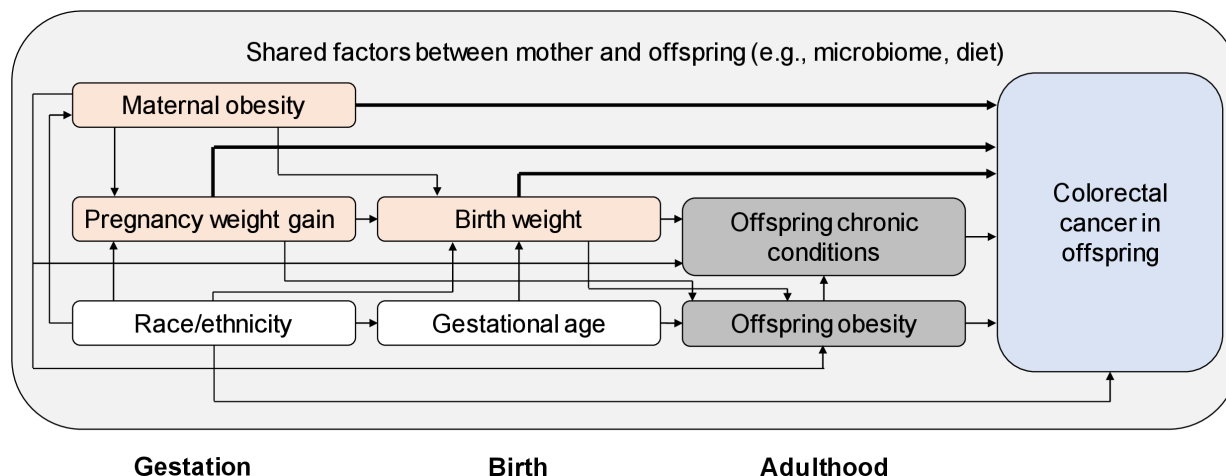 Shared factors between mother and offspring (e.g., microbiome, diet)
Maternal obesity
Pregnancy weight gain
Birth weight
Offspring chronic
conditions
Colorectal
cancer in
offspring
Race/ethnicity
Gestational age
Offspring obesity
Gestation
Birth
Adulthood